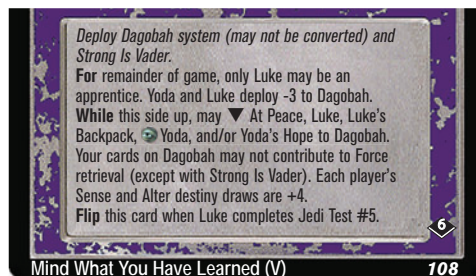 Deploy Dagobah system (may not be converted) and
Strong Is Vader.
For remainder of game, only Luke may be an
apprentice. Yoda and Luke deploy -3 to Dagobah.
While this side up, may ▼ At Peace, Luke, Luke's
Backpack, Yoda, and/or Yoda's Hope to Dagobah.
Your cards on Dagobah may not contribute to Force
retrieval (except with Strong Is Vader). Each player's
Sense and Alter destiny draws are +4.
Flip this card when Luke completes Jedi Test #5.
6
Mind What You Have Learned (V) 108